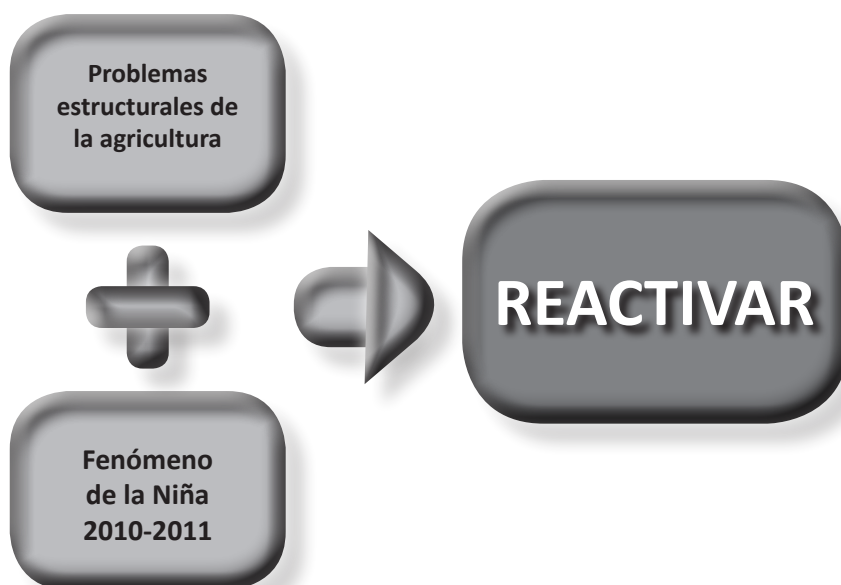 Problemas
estructurales de
la agricultura
Fenómeno
de la Niña
2010-2011
REACTIVAR